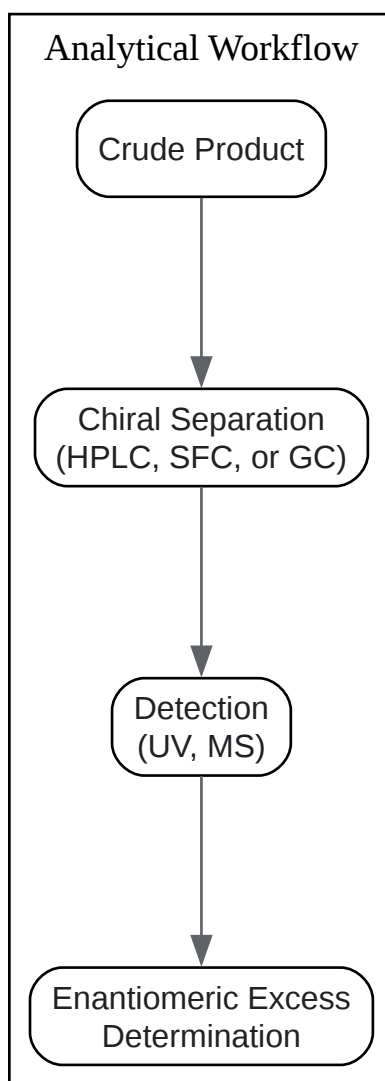 Analytical Workflow
Crude Product
Chiral Separation
(HPLC, SFC, or GC)
Detection
(UV, MS)
Enantiomeric Excess
Determination